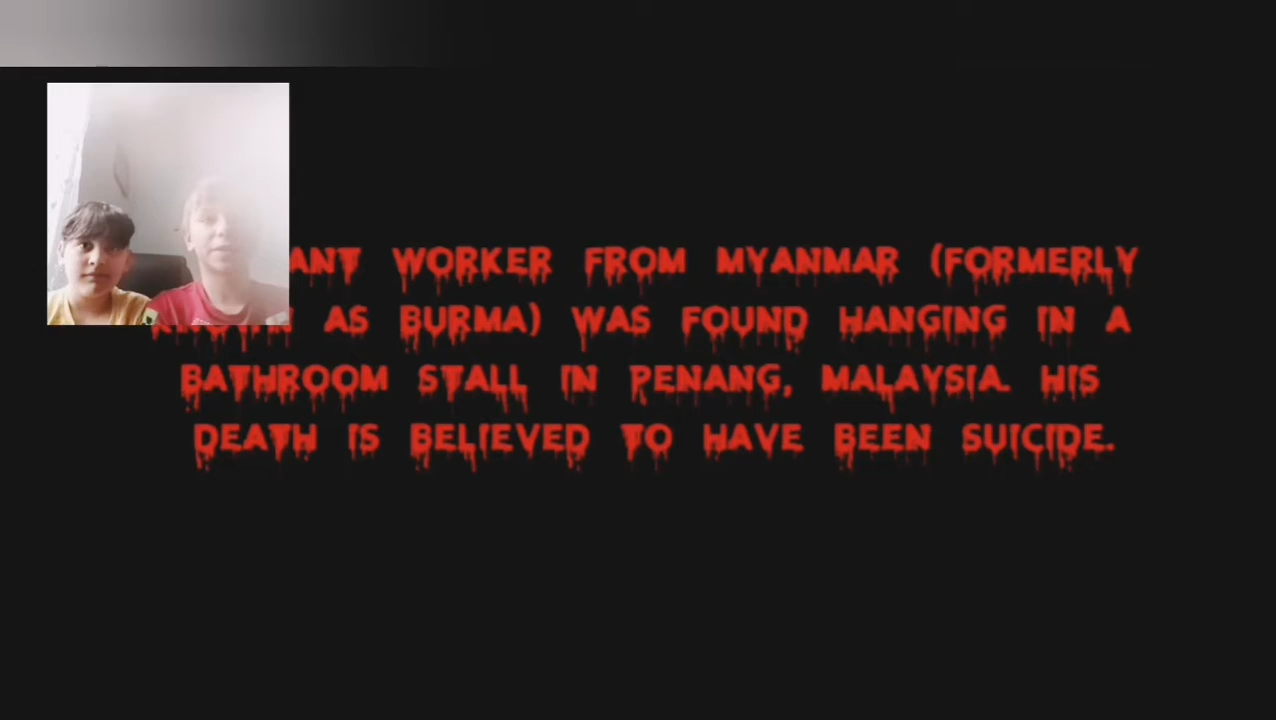 ANT WORKER FROM MYANMAR (FORMERLY
AS BURMA) WAS FOUND HANGING IN A
BATHROOM STALL IN PENANG, MALAYSIA. HIS
DEATH IS BELIEVED TO HAVE BEEN SUICIDE.